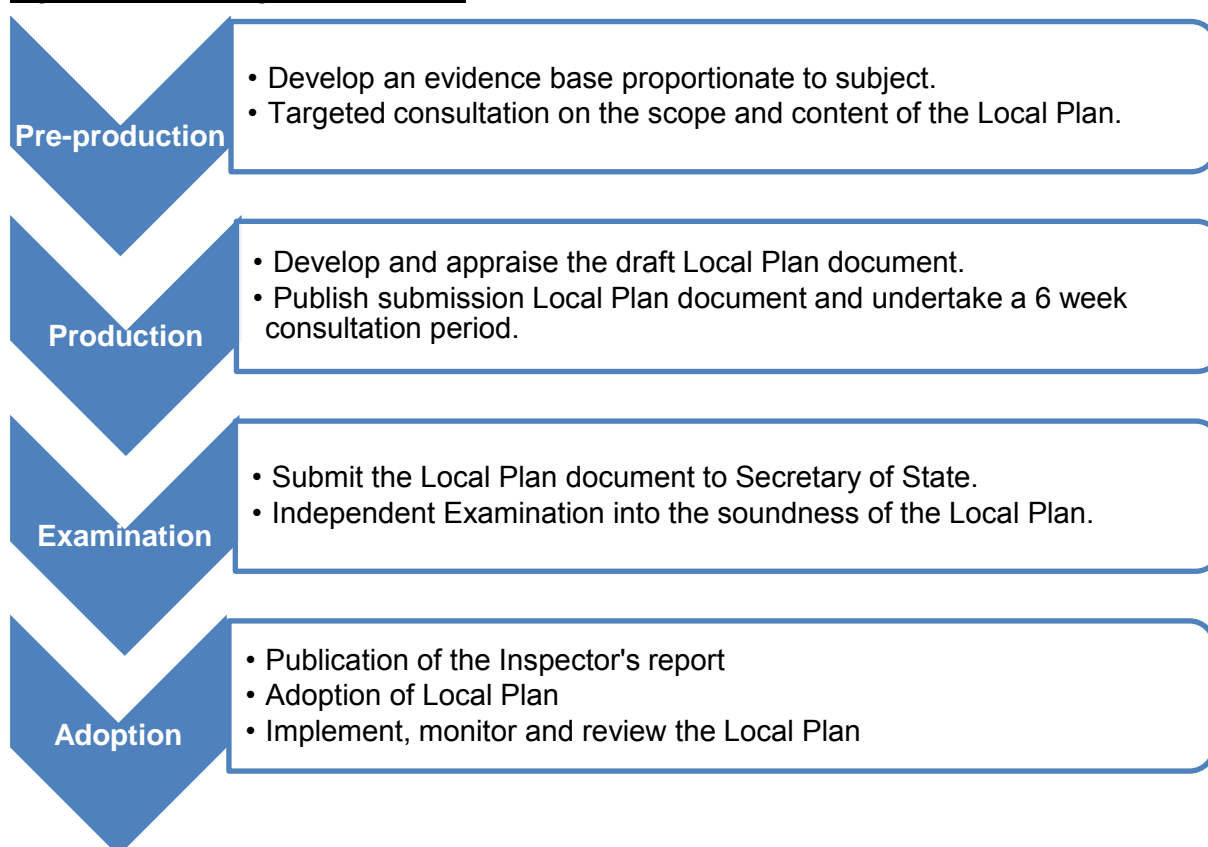 • Develop an evidence base proportionate to subject.
• Targeted consultation on the scope and content of the Local Plan.
Pre-production
• Develop and appraise the draft Local Plan document.
• Publish submission Local Plan document and undertake a 6 week
consultation period.
Production
• Submit the Local Plan document to Secretary of State.
• Independent Examination into the soundness of the Local Plan.
Examination
• Publication of the Inspector's report
• Adoption of Local Plan
• Implement, monitor and review the Local Plan
Adoption